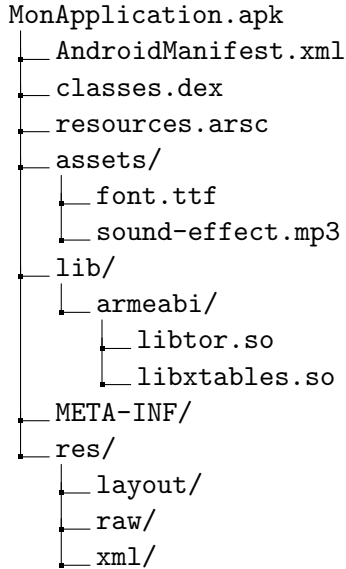 MonApplication.apk
AndroidManifest.xml
classes.dex
resources.arsc
assets/
font.ttf
sound-effect.mp3
lib/
armeabi/
libtor.so
libxtables.so
META-INF/
res/
layout/
raw/
xml/